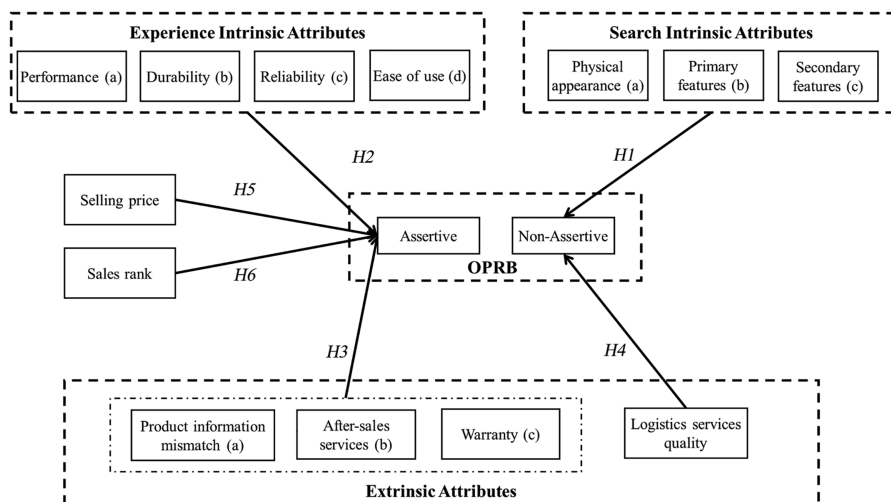 Experience Intrinsic Attributes
Performance (a)
Durability (b)
Reliability (c)
Ease of use (d)
Search Intrinsic Attributes
Physical
appearance (a)
Primary
features (b)
Secondary
features (c)
H2
H1
Selling price
H5
Sales rank
H6
Assertive
Non-Assertive
OPRB
H3
H4
Product information
mismatch (a)
After-sales
services (b)
Warranty (c)
Logistics services
quality
Extrinsic Attributes